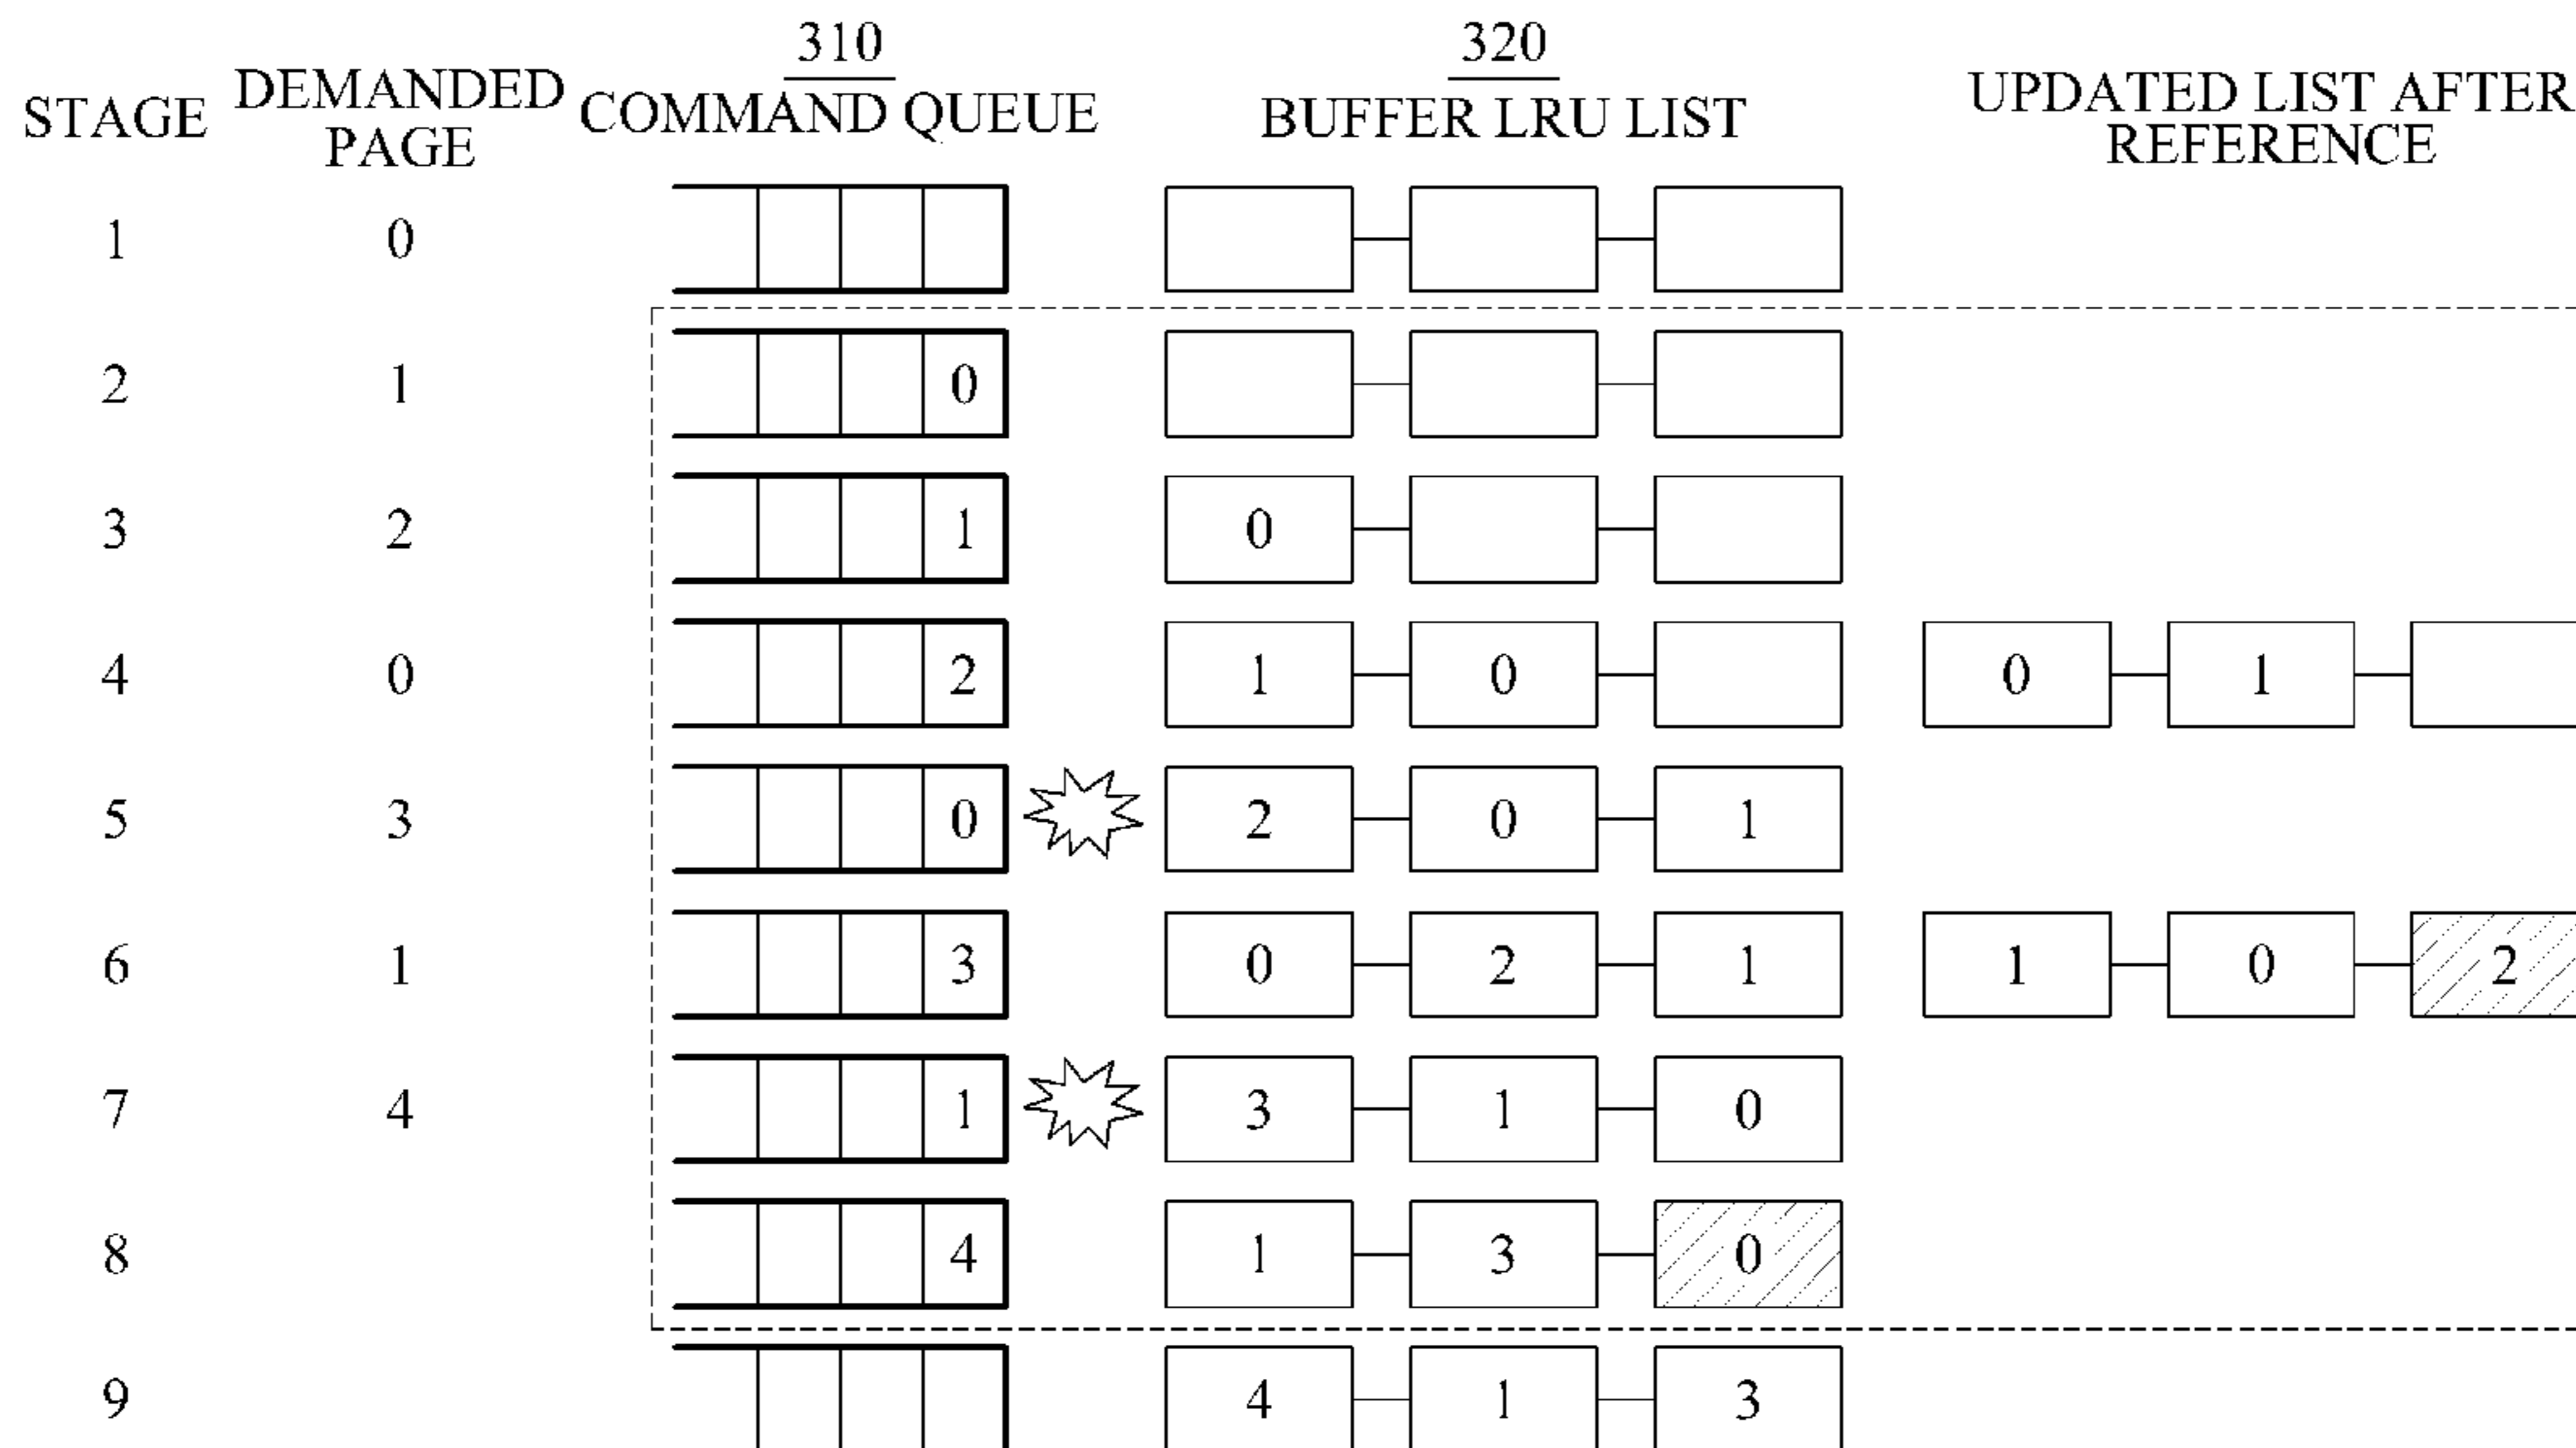 310
320
STAGE DEMANDED PAGE COMMAND QUEUE BUFFER LRU LIST UPDATED LIST AFTER REFERENCE
1 0
2 1 0
3 2 1 0
4 0 2 1 0 0 1
5 3 0 2 0 1
6 1 3 0 2 1 1 0 2
7 4 1 3 1 0
8 4 1 3 0
9 4 1 3